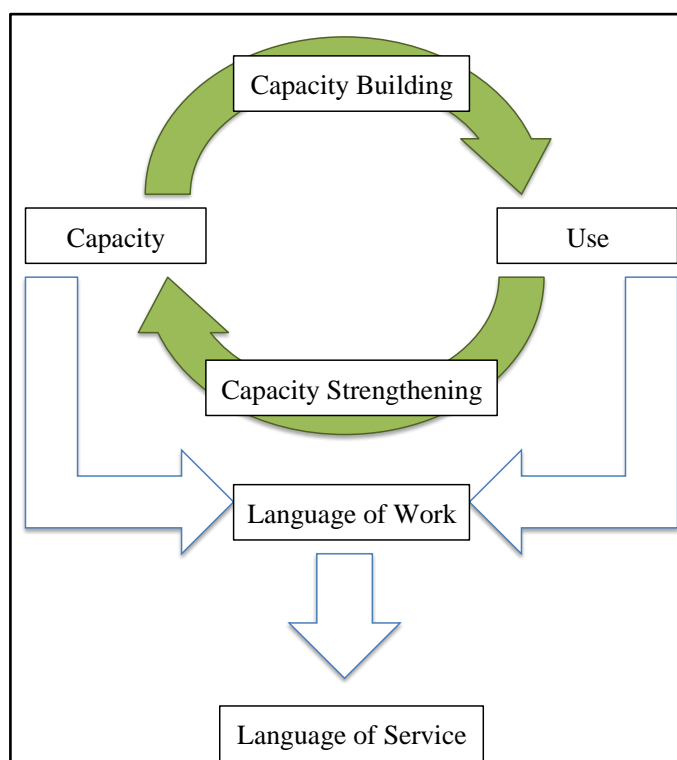 Capacity Building
Capacity
Use
Capacity Strengthening
Language of Work
Language of Service